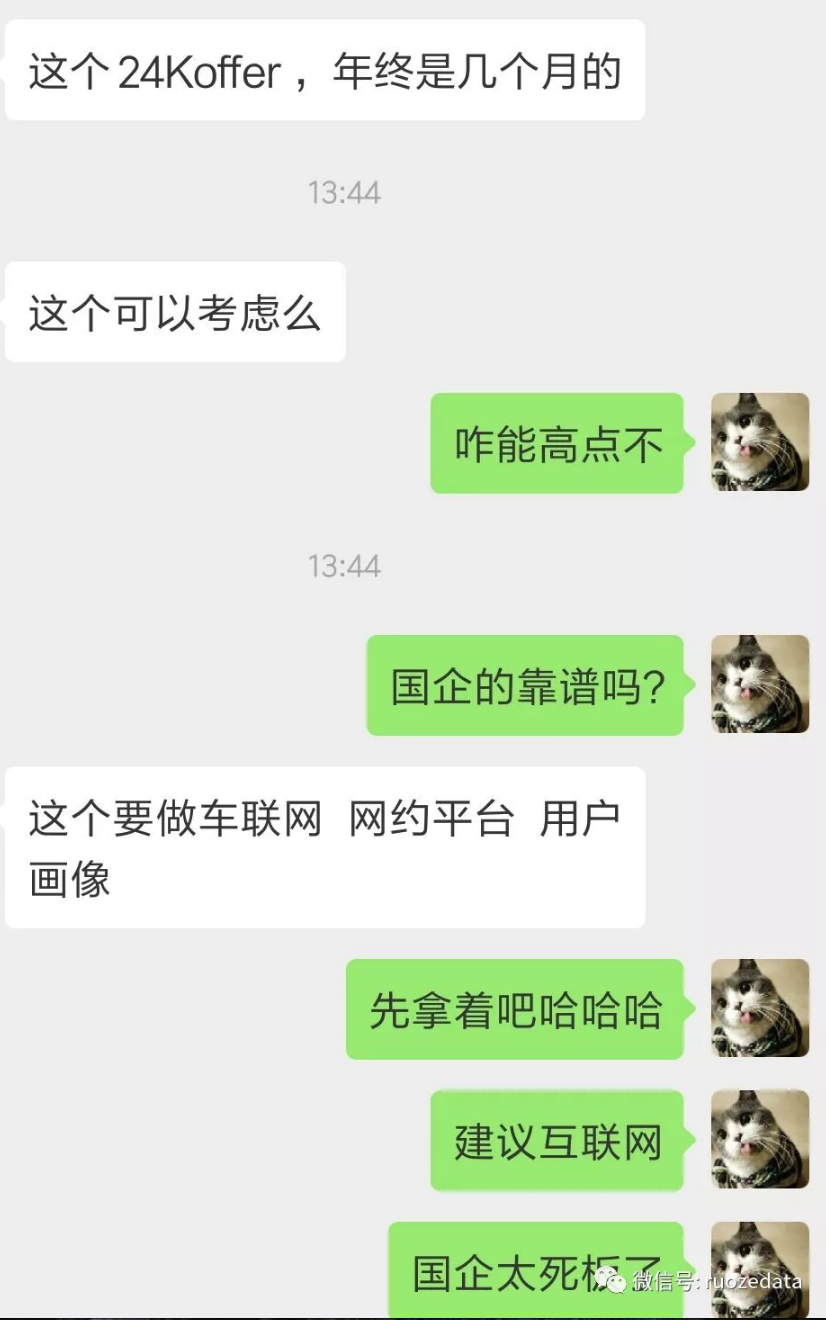 这个24Koffer，年终是几个月的
13:44
这个可以考虑么
咋能高点不
13:44
国企的靠谱吗?
这个要做车联网 网约平台 用户
画像
先拿着吧哈哈哈
建议互联网
国企太死板了
微信号: ruozedata